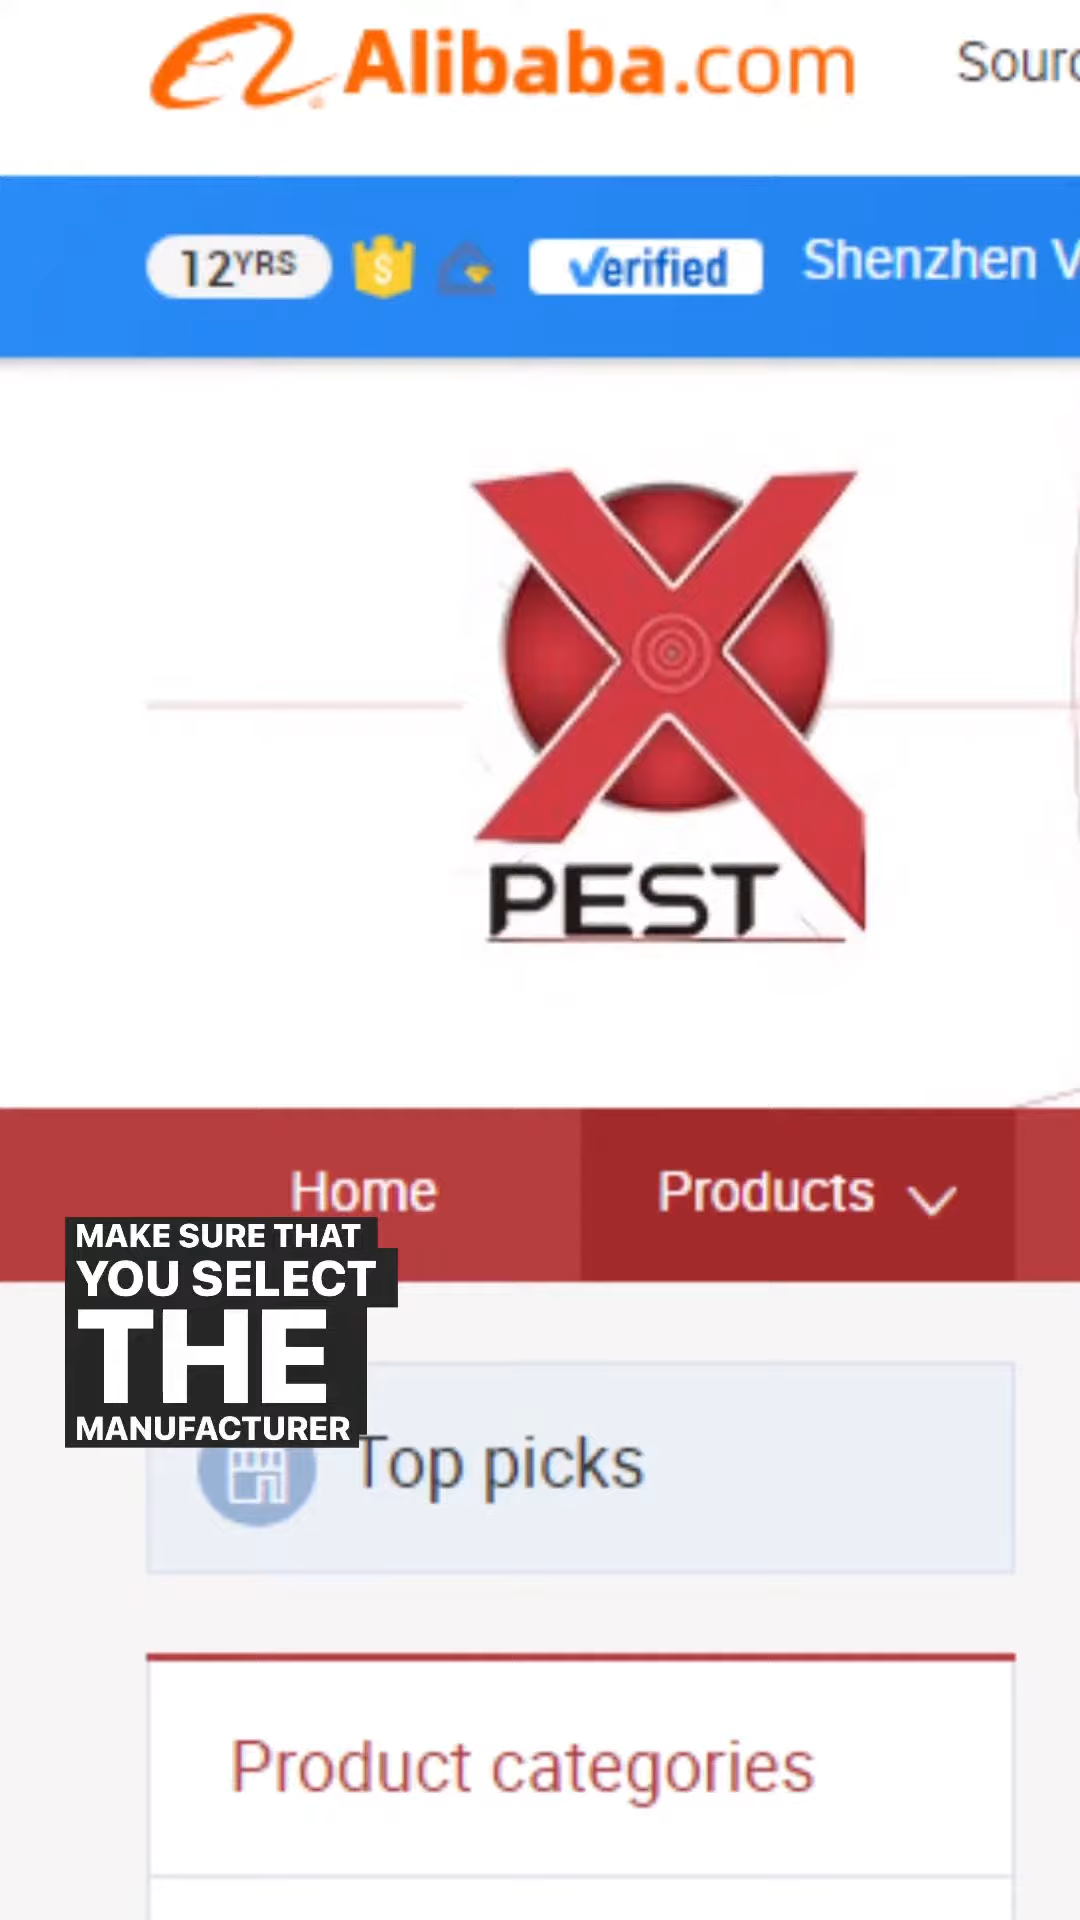 Alibaba.com
12YRS
Verified
Shenzhen
PEST
Home
Products
MAKE SURE THAT
YOU SELECT
THE
MANUFACTURER
Top picks
Product categories